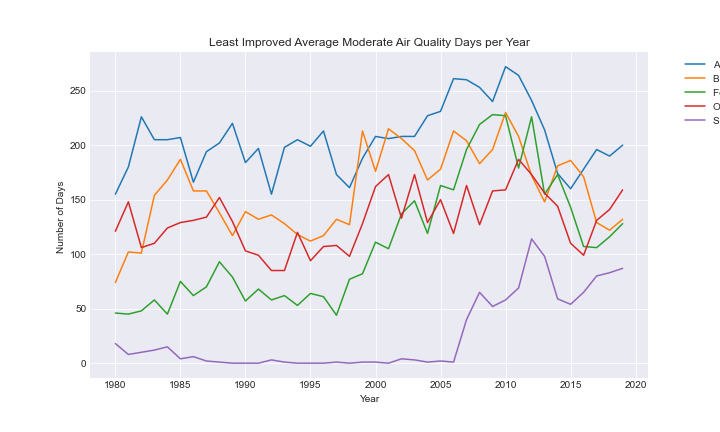 Least Improved Average Moderate Air Quality Days per Year
Number of Days
250
200
150
100
50
0
1980
1985
1990
1995
2000
2005
2010
2015
2020
Year
A
B
F
O
S